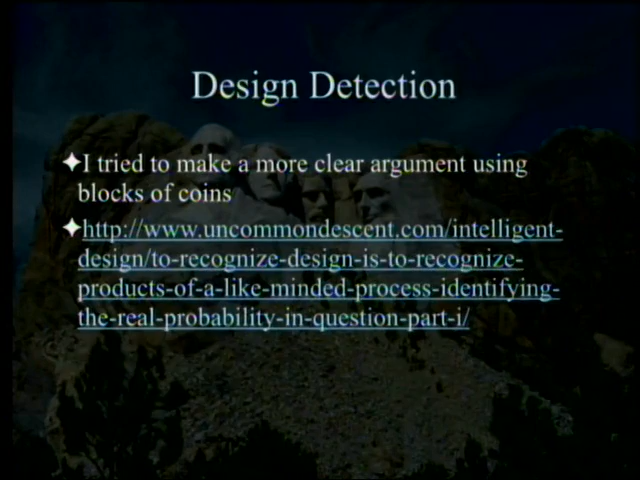 Design Detection
I tried to make a more clear argument using
blocks of coins
http://www.uncommondescent.com/intelligent-
design/to-recognize-design-is-to-recognize-
products-of-a-like-minded-process-identifying-
the-real-probability-in-question-part-i/